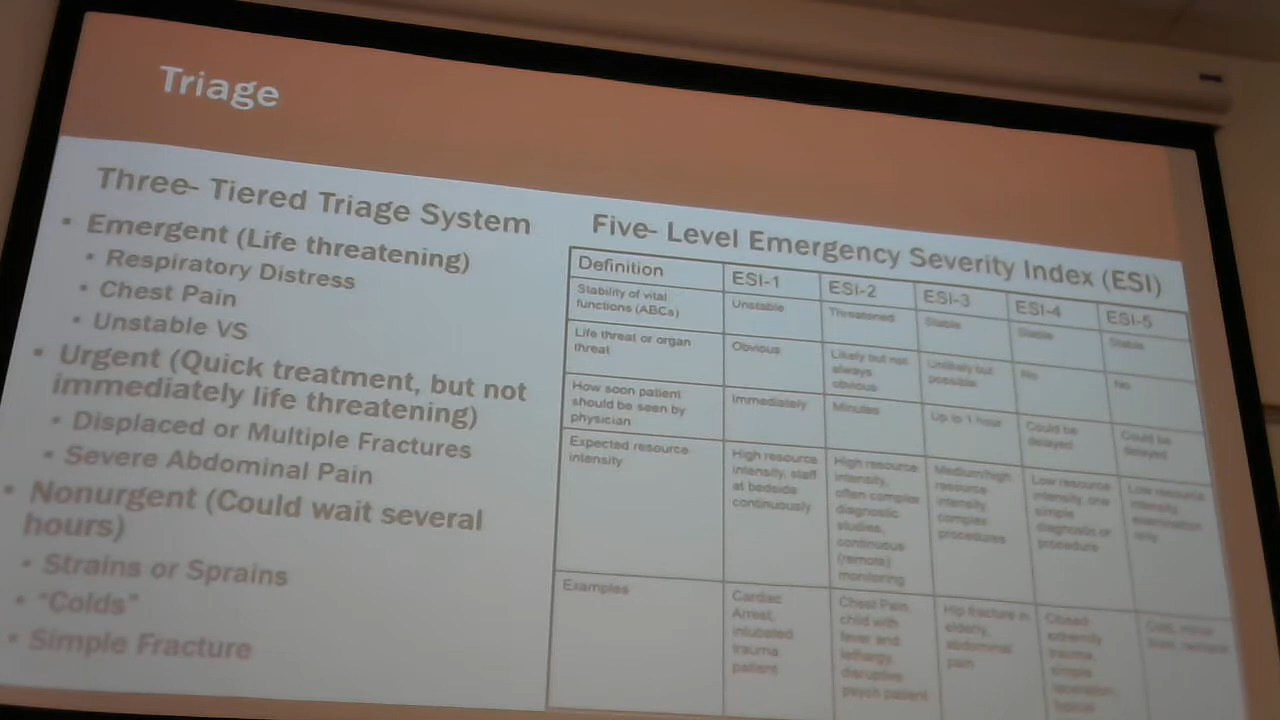 Triage
Three- Tiered Triage System
▪ Emergent (Life threatening)
▪ Respiratory Distress
▪ Chest Pain
▪ Unstable VS
▪ Urgent (Quick treatment, but not
immediately life threatening)
▪ Displaced or Multiple Fractures
▪ Severe Abdominal Pain
▪ Nonurgent (Could wait several
hours)
▪ Strains or Sprains
▪ "Colds"
▪ Simple Fracture
Five- Level Emergency Severity Index (ESI)
Definition ESI-1 ESI-2 ESI-3 ESI-4 ESI-5
Stability of vital
functions (ABCs)
Unstable
Threatened
Stable
Stable
Stable
Life threat or organ
threat
Obvious
Likely but not
always
obvious
Unlikely but
possible
No
No
How soon patient
should be seen by
physician
Immediately
Minutes
Up to 1 hour
Could be
delayed
Could be
delayed
Expected resource
intensity
High resource
intensity, staff
at bedside
continuously
High resource
intensity,
often complex
diagnostic
studies,
continuous
(remote)
monitoring
Medium/high
resource
intensity
complex
procedures
Low resource
intensity, one
simple
diagnostic or
procedure
Low resource
intensity
examination
only
Examples
Cardiac
Arrest,
intubated
trauma
patient
Chest Pain,
child with
fever and
lethargy,
disruptive
psych patient
Hip fracture in
elderly,
abdominal
pain
Closed
extremity
trauma,
simple
laceration,